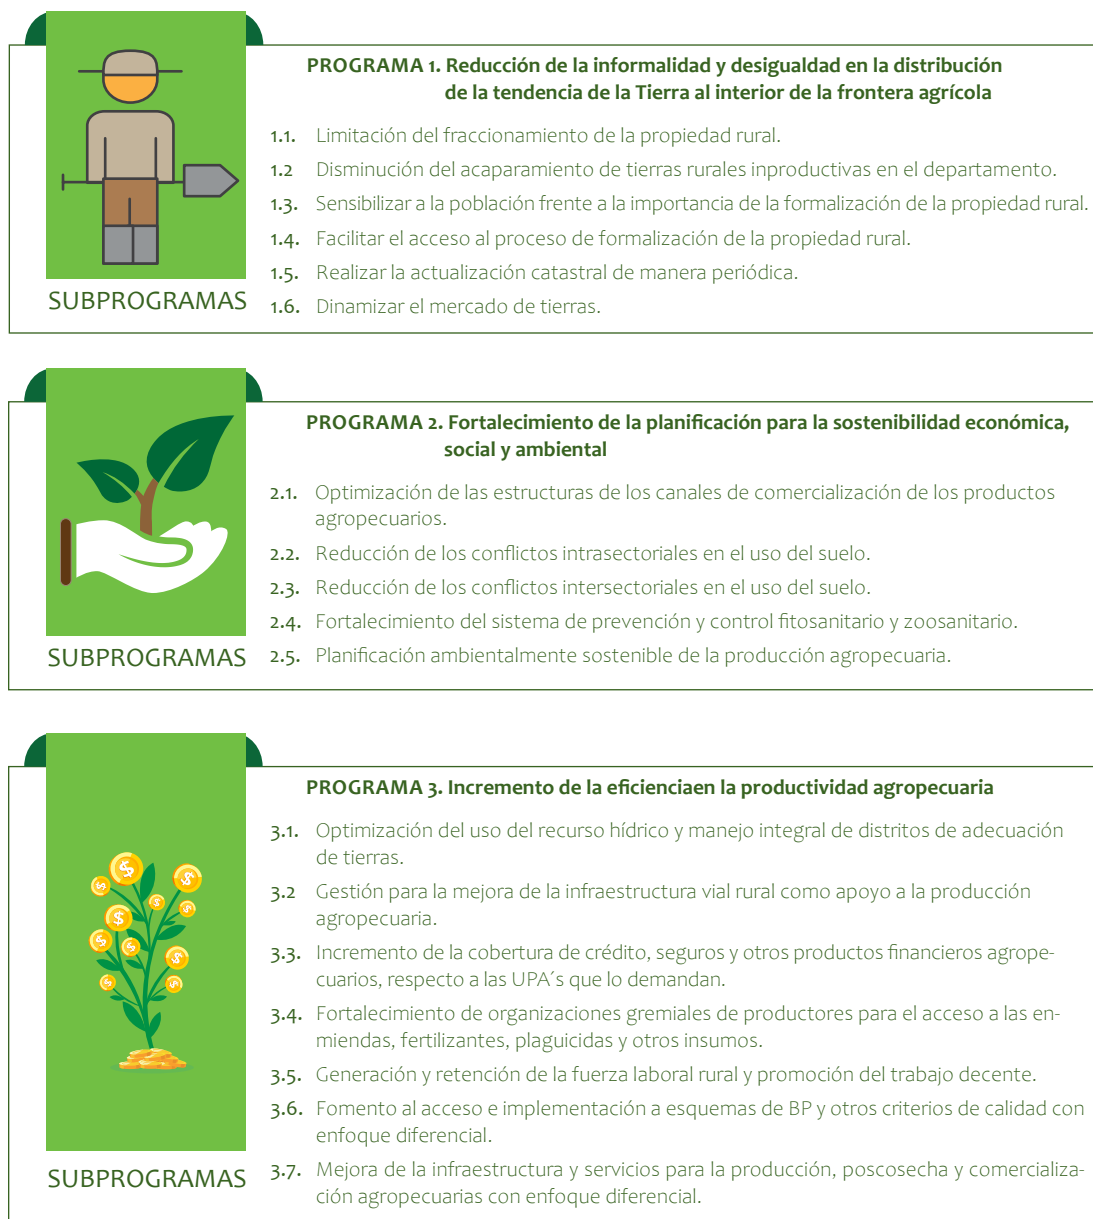 PROGRAMA 1. Reducción de la informalidad y desigualdad en la distribución
de la tendencia de la Tierra al interior de la frontera agrícola
1.1. Limitación del fraccionamiento de la propiedad rural.
1.2 Disminución del acaparamiento de tierras rurales inproductivas en el departamento.
1.3. Sensibilizar a la población frente a la importancia de la formalización de la propiedad rural.
1.4. Facilitar el acceso al proceso de formalización de la propiedad rural.
1.5. Realizar la actualización catastral de manera periódica.
1.6. Dinamizar el mercado de tierras.
SUBPROGRAMAS
PROGRAMA 2. Fortalecimiento de la planificación para la sostenibilidad económica,
social y ambiental
2.1. Optimización de las estructuras de los canales de comercialización de los productos
agropecuarios.
2.2. Reducción de los conflictos intrasectoriales en el uso del suelo.
2.3. Reducción de los conflictos intersectoriales en el uso del suelo.
2.4. Fortalecimiento del sistema de prevención y control fitosanitario y zoosanitario.
2.5. Planificación ambientalmente sostenible de la producción agropecuaria.
SUBPROGRAMAS
PROGRAMA 3. Incremento de la eficienciaen la productividad agropecuaria
3.1. Optimización del uso del recurso hídrico y manejo integral de distritos de adecuación
de tierras.
3.2 Gestión para la mejora de la infraestructura vial rural como apoyo a la producción
agropecuaria.
3.3. Incremento de la cobertura de crédito, seguros y otros productos financieros agrope-
cuarios, respecto a las UPA´s que lo demandan.
3.4. Fortalecimiento de organizaciones gremiales de productores para el acceso a las en-
miendas, fertilizantes, plaguicidas y otros insumos.
3.5. Generación y retención de la fuerza laboral rural y promoción del trabajo decente.
3.6. Fomento al acceso e implementación a esquemas de BP y otros criterios de calidad con
enfoque diferencial.
3.7. Mejora de la infraestructura y servicios para la producción, poscosecha y comercializa-
ción agropecuarias con enfoque diferencial.
SUBPROGRAMAS